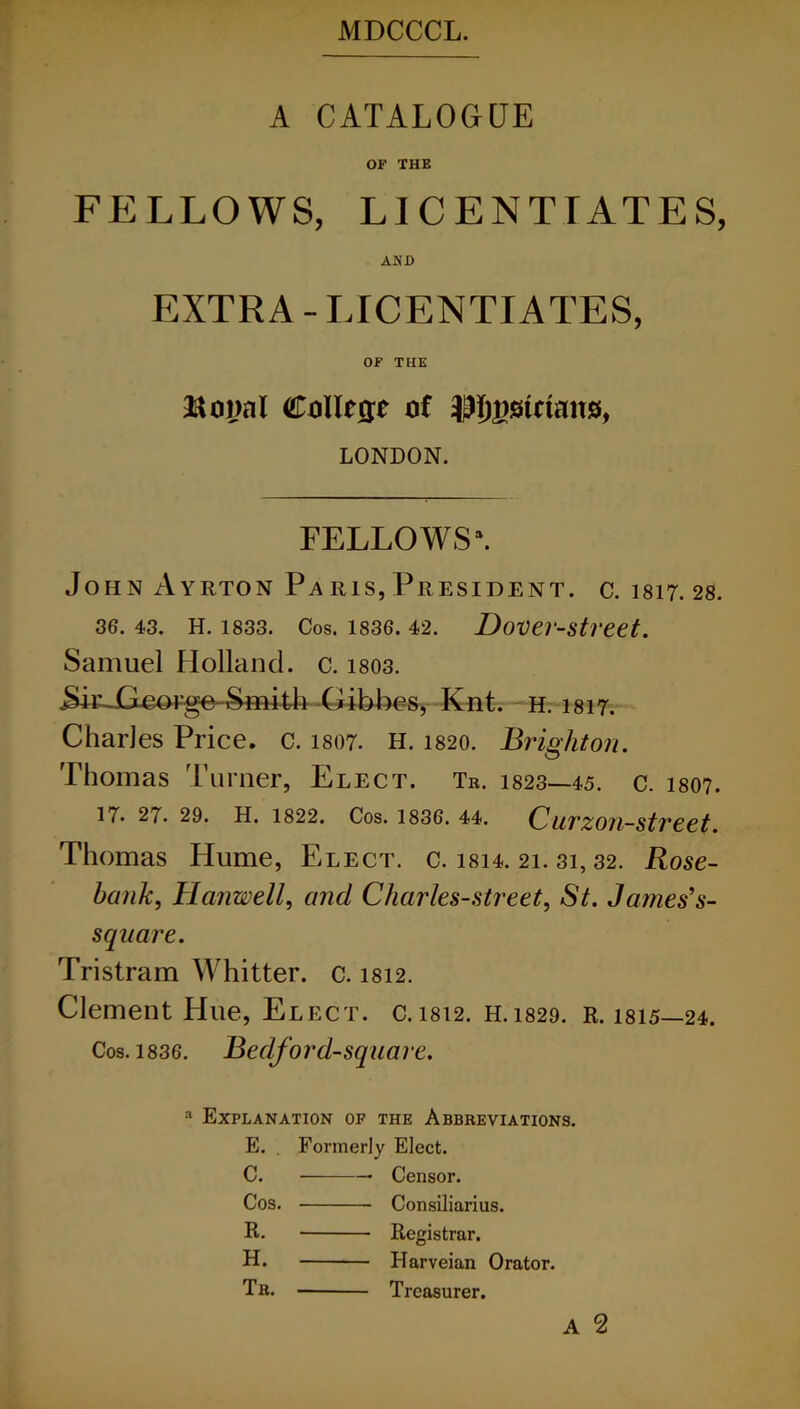 MDCCCL.
A CATALOGUE
OF THE
FELLOWS, LICENTIATES,
AND
EXTRA-LICENTIATES,
OF THE
Royal College of Physicians,
LONDON.
FELLOWSª.
John Ayrton Paris, President. C. 1817. 28.
36. 43. H. 1833. Cos. 1836. 42. Dover-street.
Samuel Holland. C. 1803.
Sir George Smith Gibbes, Knt. H. 1817.
Charles Price. C. 1807. H. 1820. Brighton.
Thomas Turner, Elect. Tr. 1823—45. C. 1807.
17. 27. 29. H. 1822. Cos. 1836. 44. Curzon-street.
Thomas Hume, Elect. C. 1814. 21. 31, 32. Rose-
bank, Hanwell, and Charles-street, St. James's-
square.
Tristram Whitter. C. 1812.
Clement Hue, Elect. C. 1812. H. 1829. R. 1815—24.
Cos. 1836. Bedford-square.
ª Explanation of the Abbreviations.
E. Formerly Elect.
C. ——— Censor.
Cos. ——— Consiliarius.
R. ——— Registrar.
H. ——— Harveian Orator.
Tr. ——— Treasurer.
A 2